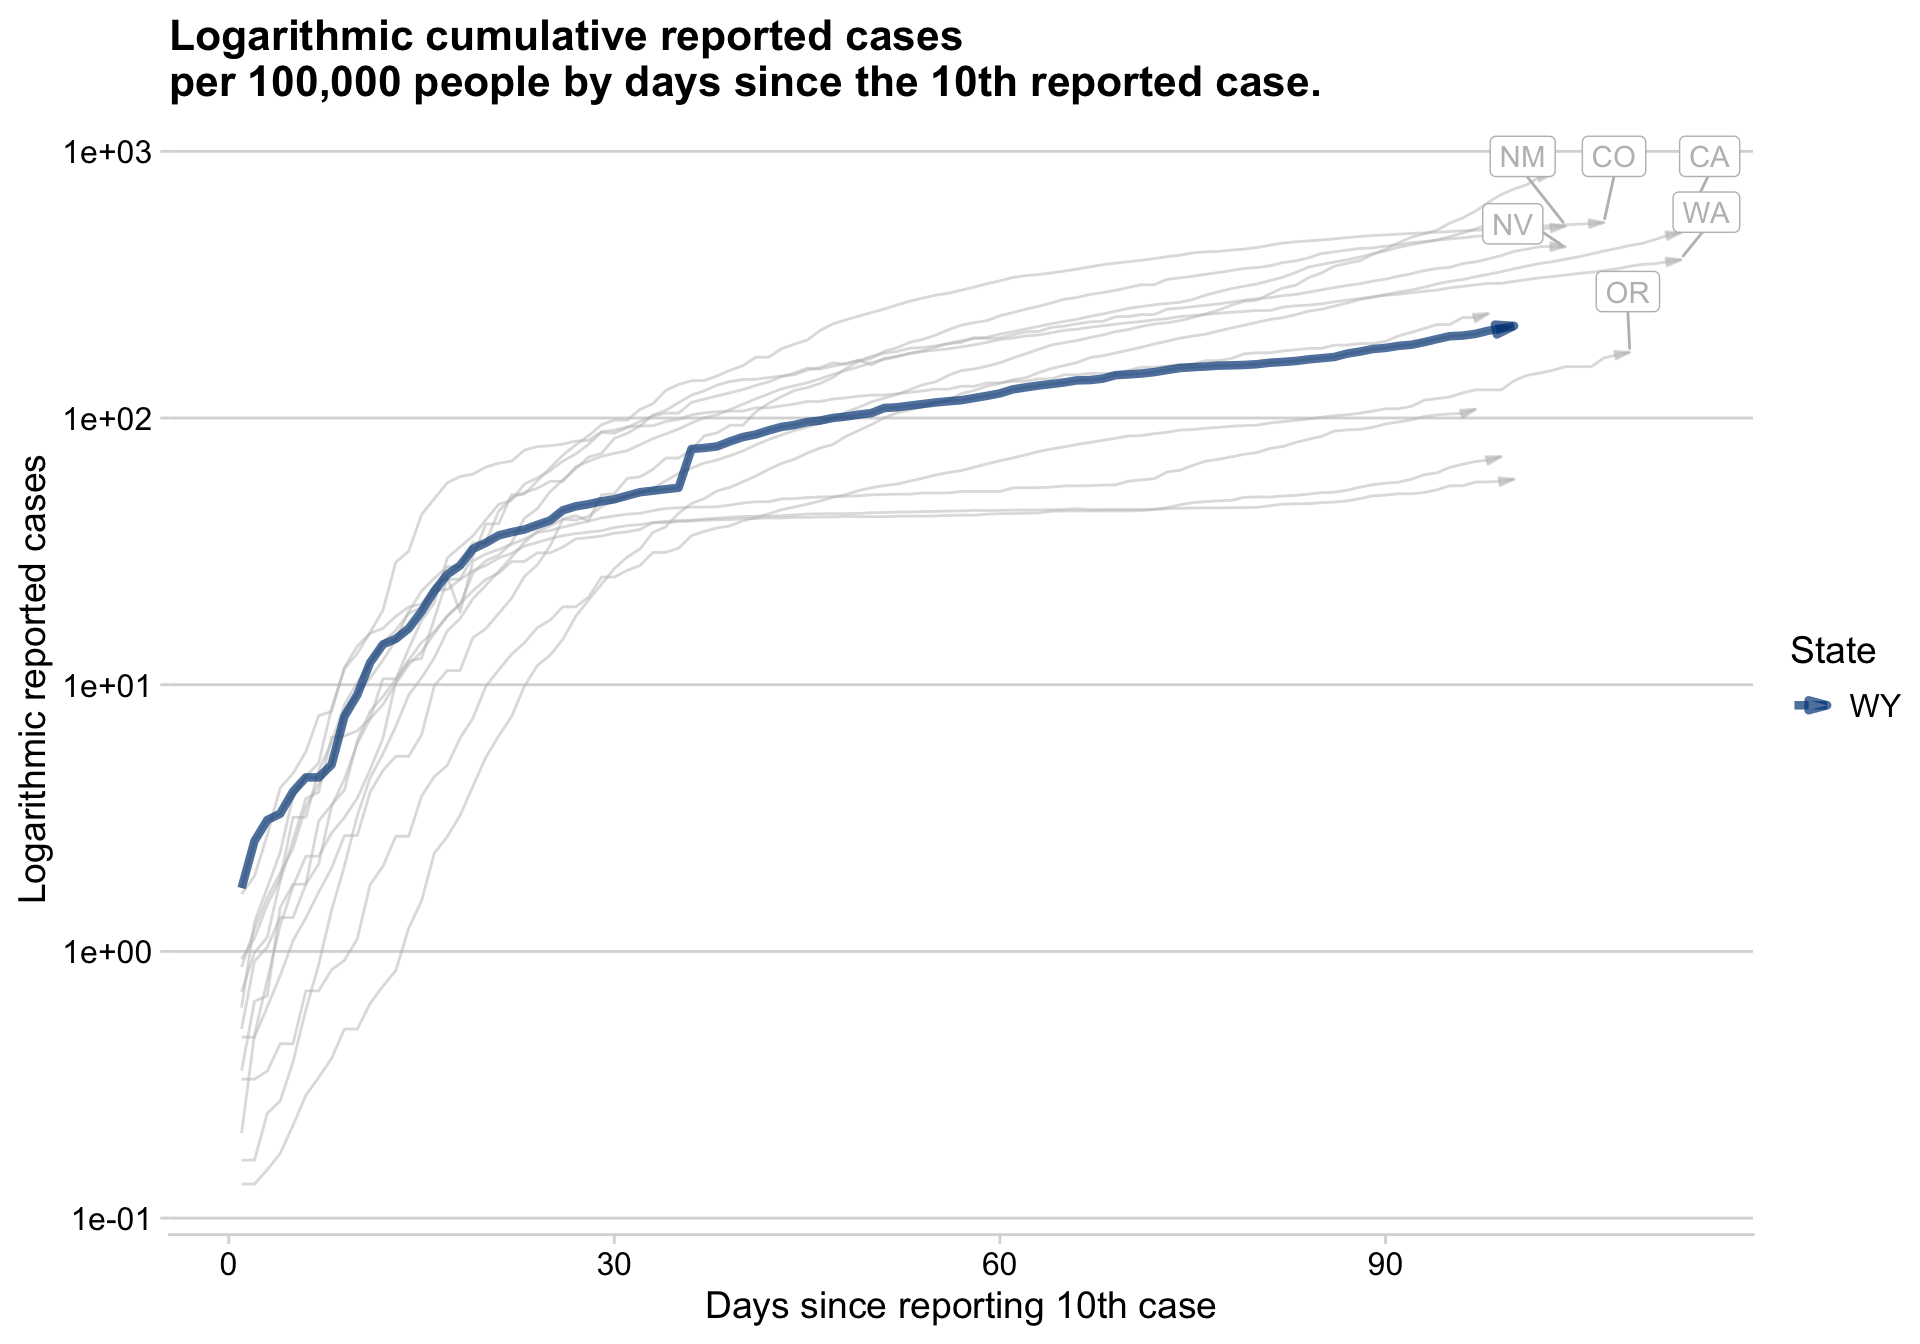 Logarithmic cumulative reported cases
per 100,000 people by days since the 10th reported case.
1e+03
1e+02
1e+01
1e+00
1e-01
Logarithmic reported cases
NM
CO
CA
NV
WA
OR
State
WY
0
30
60
90
Days since reporting 10th case